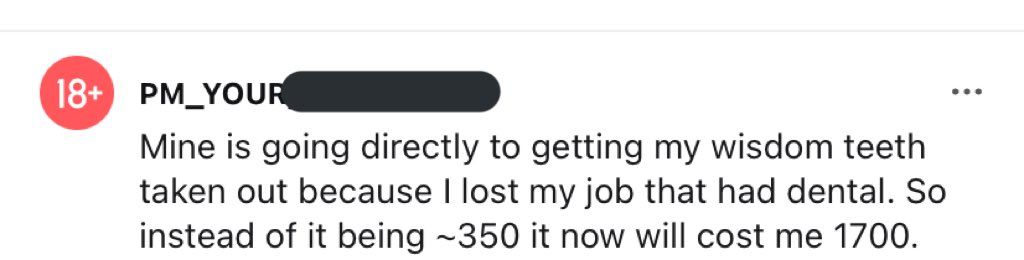 18+
PM_YOUR
Mine is going directly to getting my wisdom teeth
taken out because I lost my job that had dental. So
instead of it being ~350 it now will cost me 1700.